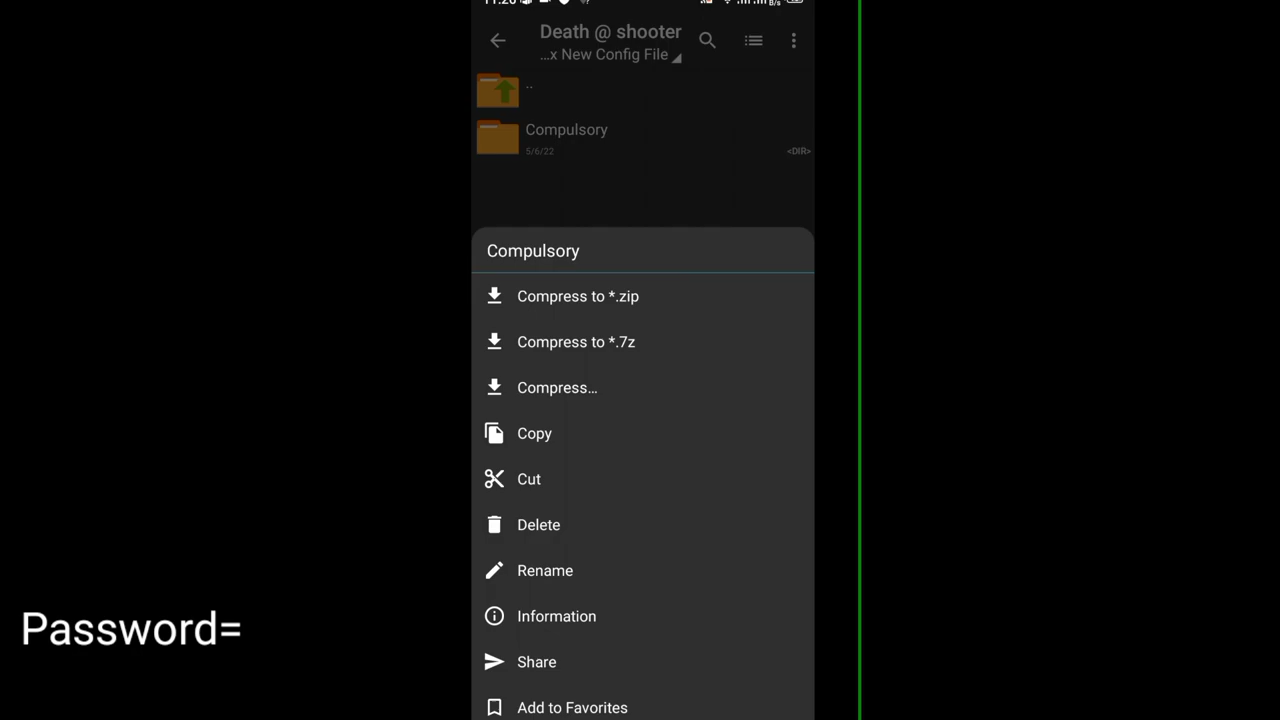 Death @ shooter
...x New Config File
..
Compulsory
5/6/22
<DIR>
Compulsory
Compress to *.zip
Compress to *.7z
Compress...
Copy
Cut
Delete
Rename
Information
Share
Add to Favorites
Password=